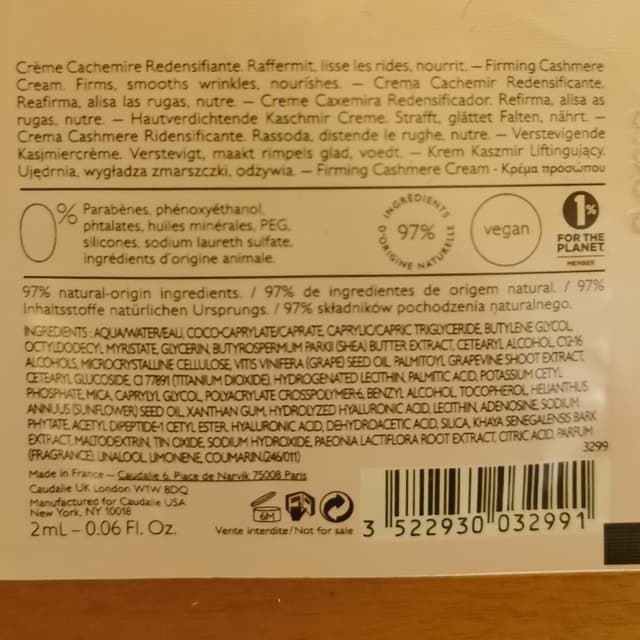 Crème Cachemire Redensifiante. Raffermit, lisse les rides, nourrit. — Firming Cashmere
Cream. Firms, smooths wrinkles, nourishes. — Crema Cachemir Redensificante.
Reafirma, alisa las rugas, nutre. — Creme Caxemira Redensificador. Refirma, alisa as
rugas, nutre. — Hautverdichtende Kaschmir Creme. Strafft, glättet Falten, nährt. —
Crema Cashmere Ridensificante. Rassoda, distende le rughe, nutre. — Verstevigende
Kasjmiercrème. Verstevigt, maakt rimpels glad, voedt. — Krem Kaszmir Liftingujący.
Ujędrnia, wygładza zmarszczki, odżywia. — Firming Cashmere Cream - Κρέμα προσώπου
0% Parabènes, phénoxyéthanol,
phtalates, huiles minérales, PEG,
silicones, sodium laureth sulfate,
ingrédients d'origine animale.
INGRÉDIENTS D'ORIGINE NATURELLE
97%
vegan
1%
FOR THE
PLANET
MEMBER
97% natural-origin ingredients. / 97% de ingredientes de origem natural. / 97%
Inhaltsstoffe natürlichen Ursprungs. / 97% składników pochodzenia naturalnego.
INGREDIENTS : AQUA/WATER/EAU, COCO-CAPRYLATE/CAPRATE, CAPRYLIC/CAPRIC TRIGLYCERIDE, BUTYLENE GLYCOL,
OCTYLDODECYL MYRISTATE, GLYCERIN, BUTYROSPERMUM PARKII (SHEA) BUTTER EXTRACT, CETEARYL ALCOHOL, C12-16
ALCOHOLS, MICROCRYSTALLINE CELLULOSE, VITIS VINIFERA (GRAPE) SEED OIL, PALMITOYL GRAPEVINE SHOOT EXTRACT,
CETEARYL GLUCOSIDE, CI 77891 (TITANIUM DIOXIDE), HYDROGENATED LECITHIN, PALMITIC ACID, POTASSIUM CETYL
PHOSPHATE, MICA, CAPRYLYL GLYCOL, POLYACRYLATE CROSSPOLYMER-6, BENZYL ALCOHOL, TOCOPHEROL, HELIANTHUS
ANNUUS (SUNFLOWER) SEED OIL, XANTHAN GUM, HYDROLYZED HYALURONIC ACID, LECITHIN, ADENOSINE, SODIUM
PHYTATE, ACETYL DIPEPTIDE-1 CETYL ESTER, HYALURONIC ACID, DEHYDROACETIC ACID, SILICA, KHAYA SENEGALENSIS BARK
EXTRACT, MALTODEXTRIN, TIN OXIDE, SODIUM HYDROXIDE, PAEONIA LACTIFLORA ROOT EXTRACT, CITRIC ACID, PARFUM
(FRAGRANCE), LINALOOL, LIMONENE, COUMARIN. (246/011)
3299
Made in France — Caudalie 6, Place de Narvik 75008 Paris
Caudalie UK London W1W 8DQ
Manufactured for Caudalie USA
New York, NY 10018
2mL – 0.06 Fl. Oz.
6M
Vente interdite/Not for sale
3 522930 032991